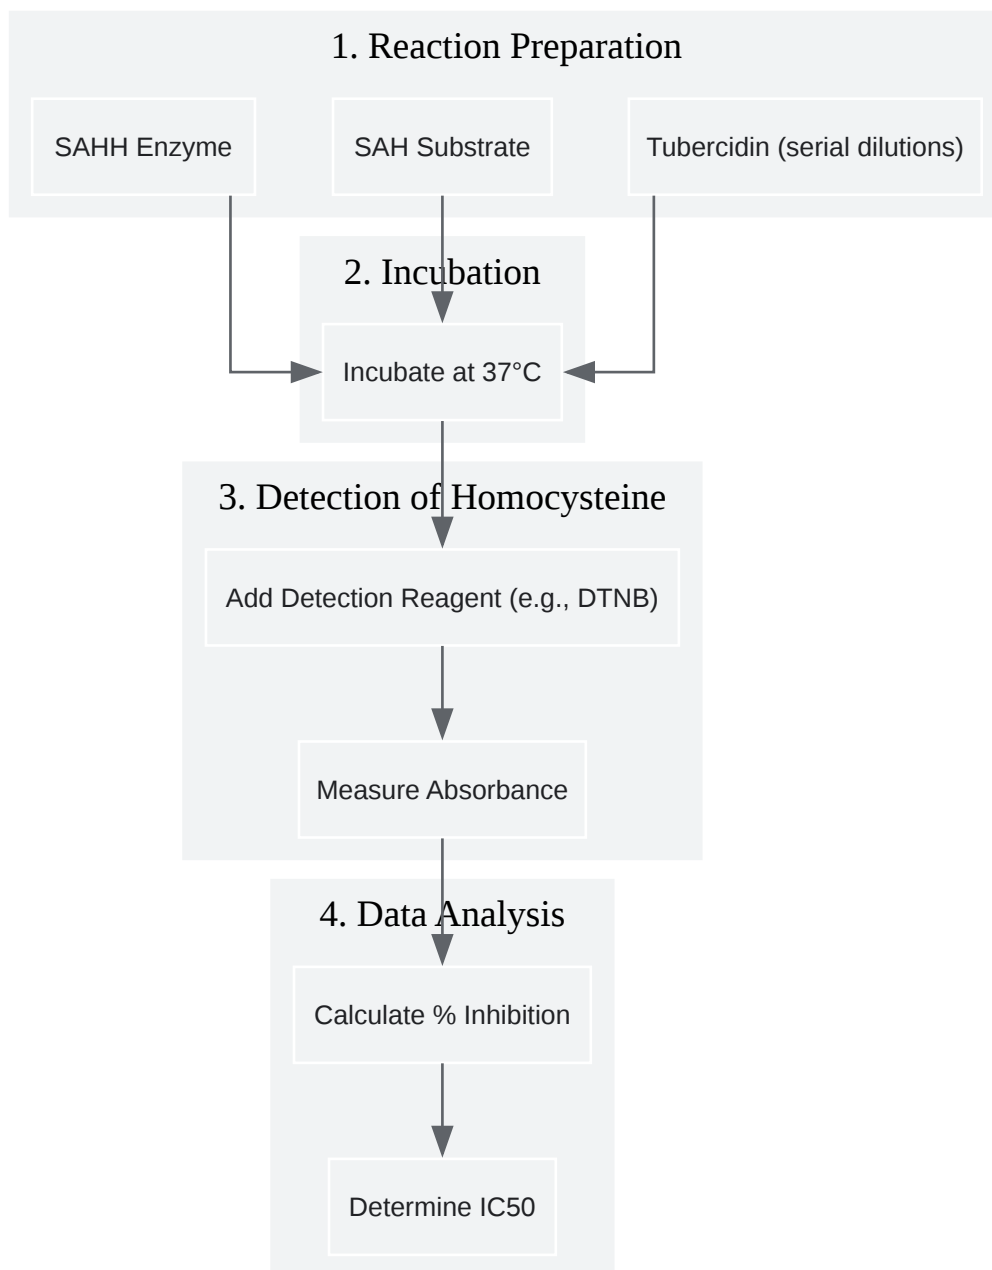 1. Reaction Preparation
SAHH Enzyme
SAH Substrate
Tubercidin (serial dilutions)
2. Incubation
Incubate at 37°C
3. Detection of Homocysteine
Add Detection Reagent (e.g., DTNB)
Measure Absorbance
4. Data Analysis
Calculate % Inhibition
Determine IC50